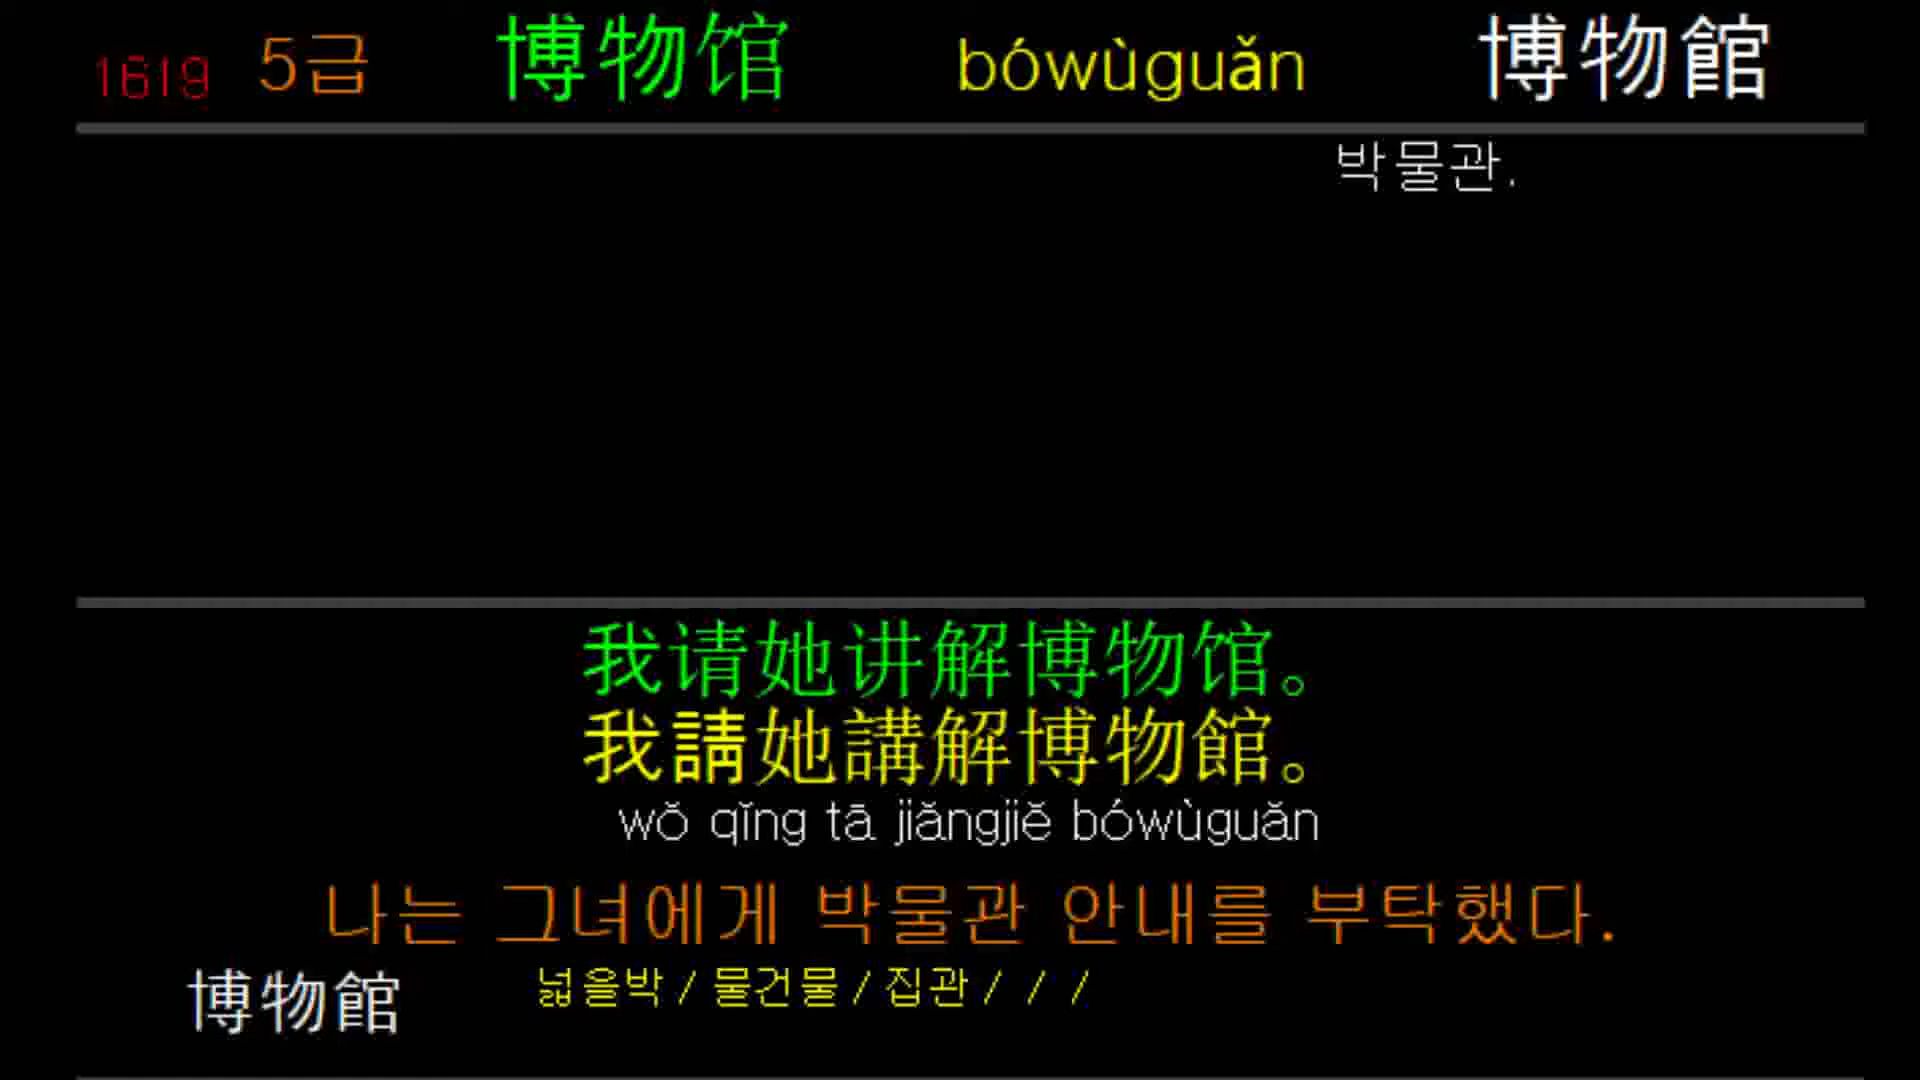 1619 5급 博物馆 bówùguǎn 博物館
박물관.
我请她讲解博物馆。
我請她講解博物館。
wǒ qǐng tā jiǎngjiě bówùguǎn
나는 그녀에게 박물관 안내를 부탁했다.
博物館 넓을박 / 물건물 / 집관 / / /